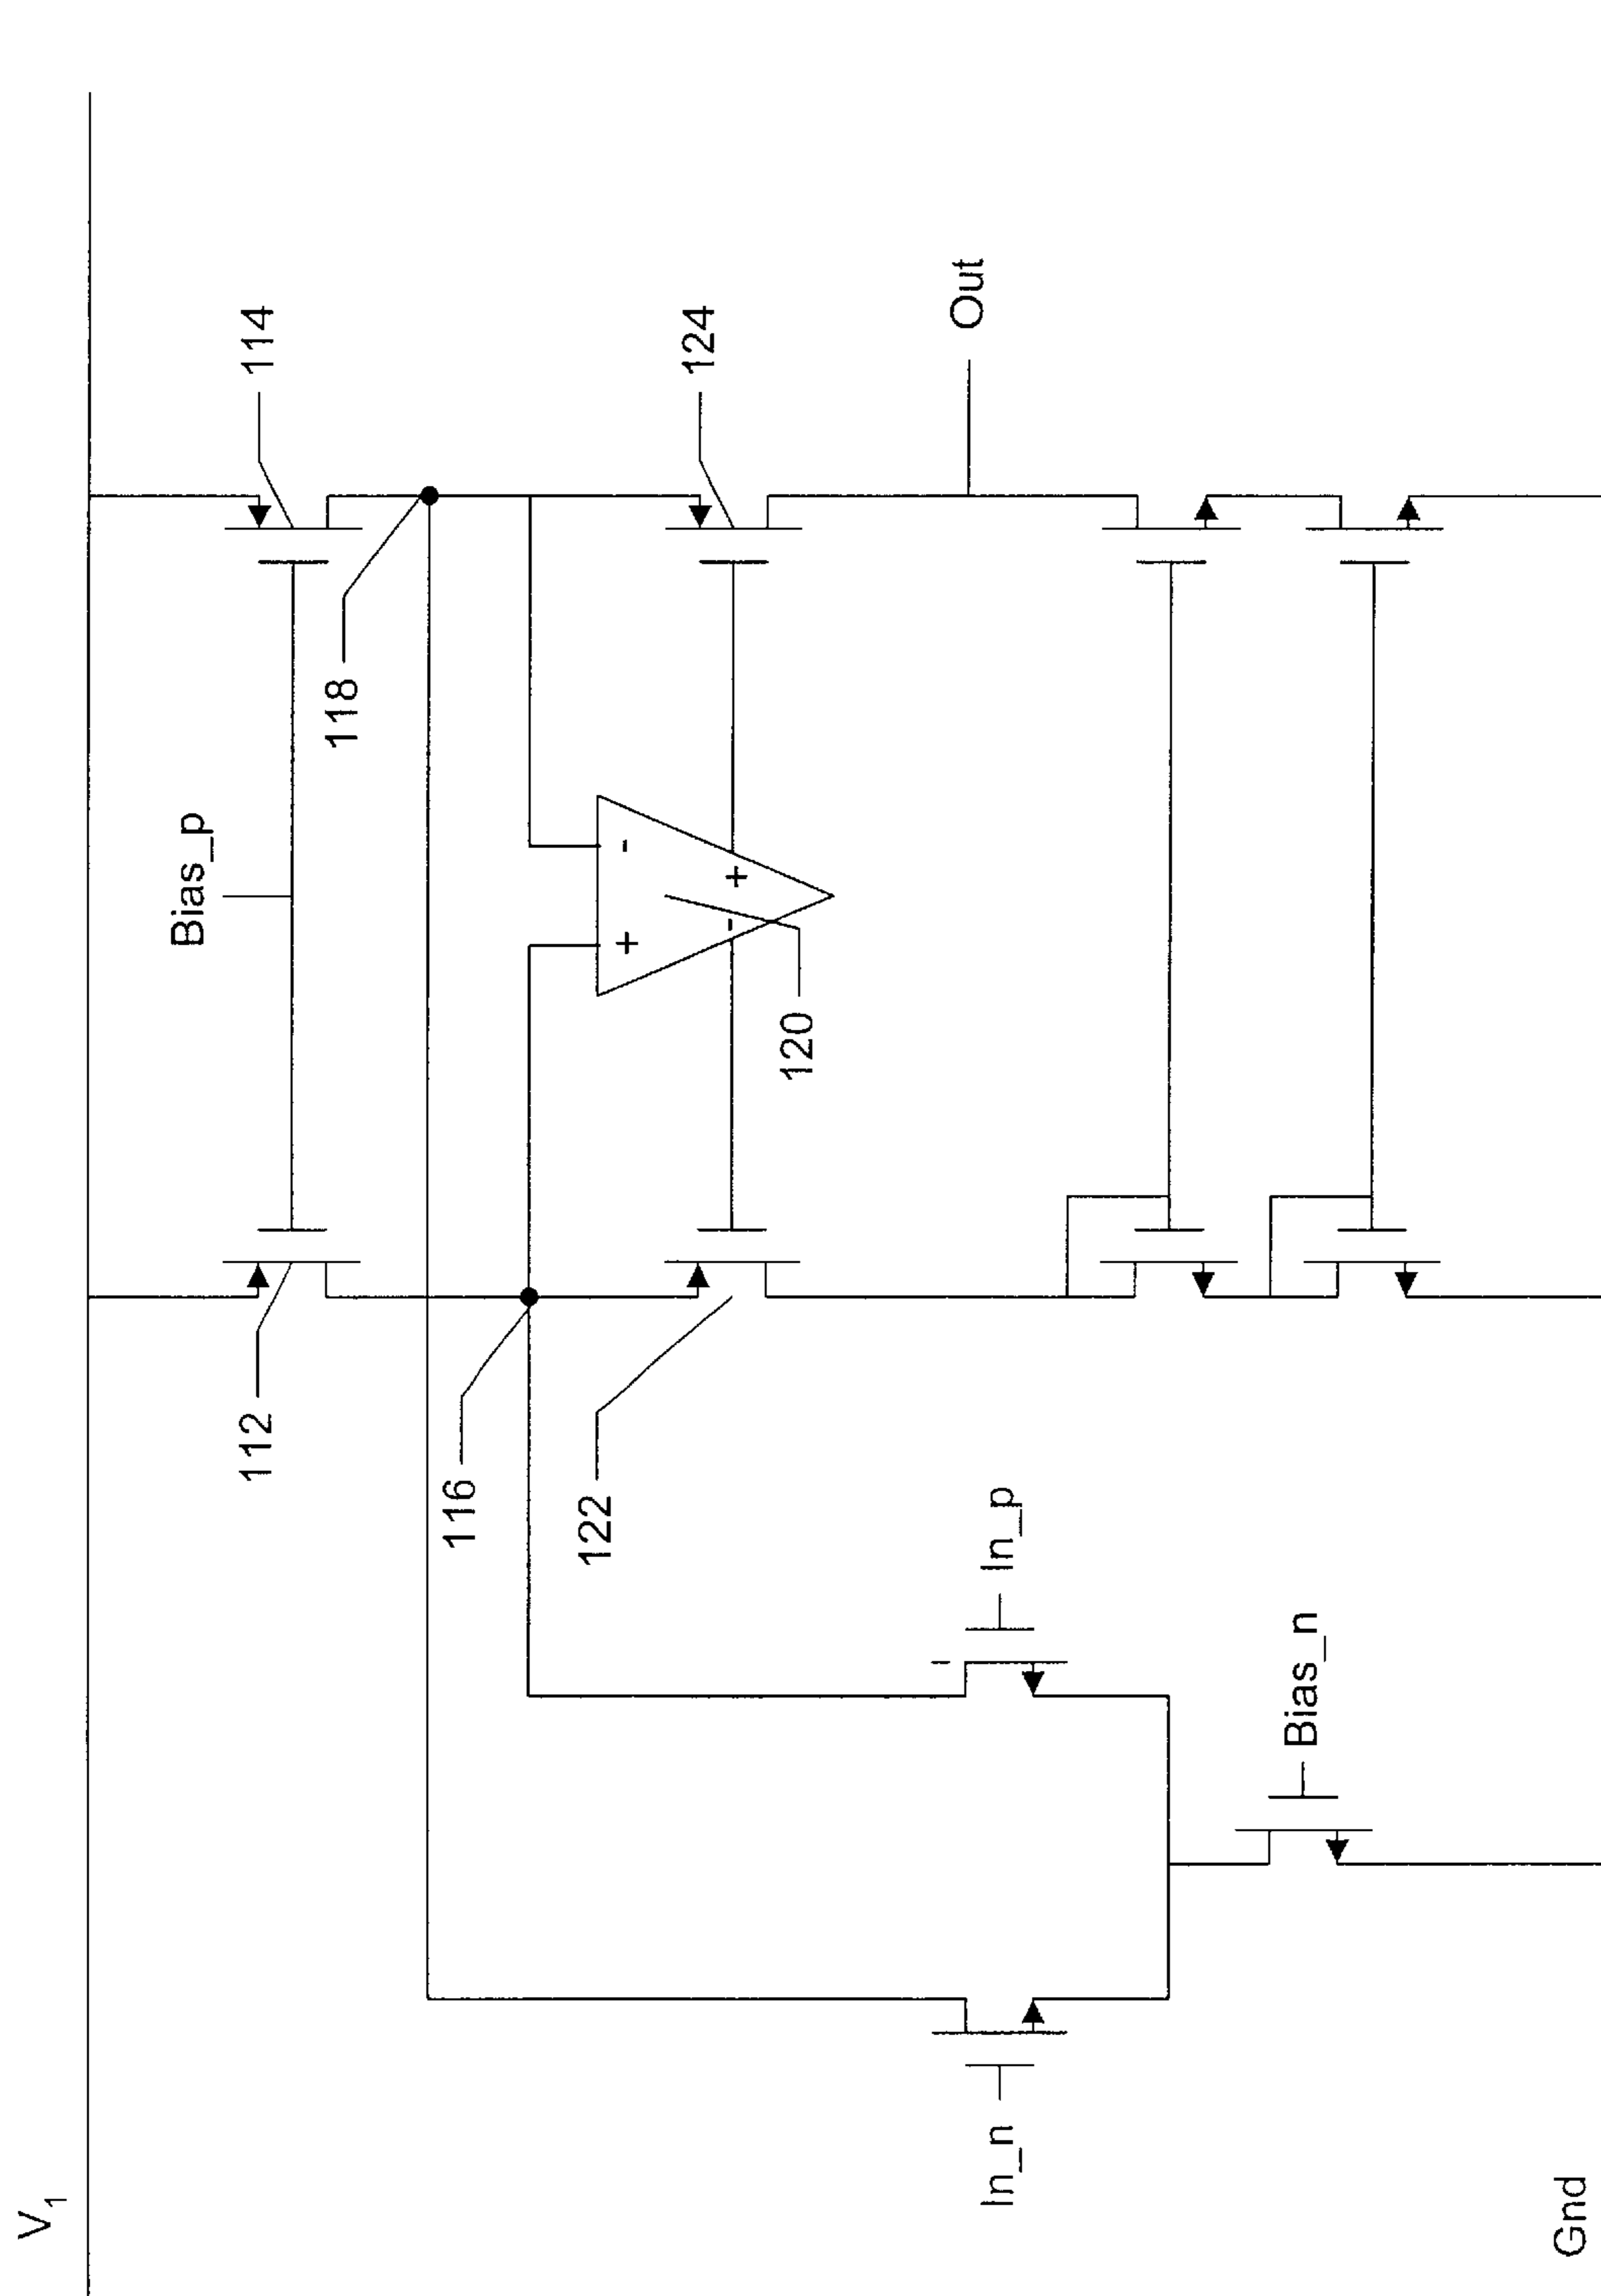 V1
Bias_p
112
114
116
118
122
120
124
In_n
In_p
Out
Bias_n
Gnd
+
-
-
+